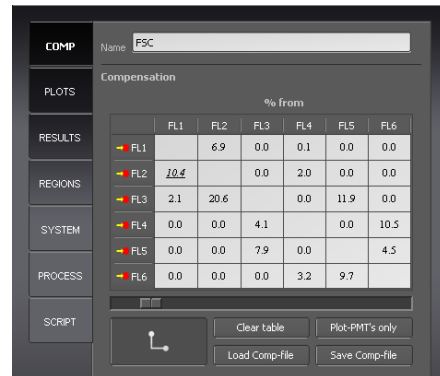 COMP
Name FSC
Compensation
PLOTS
% from
FL1 FL2 FL3 FL4 FL5 FL6
RESULTS
FL1 6.9 0.0 0.1 0.0 0.0
FL2 10.4 0.0 2.0 0.0 0.0
REGIONS
FL3 2.1 20.6 0.0 11.9 0.0
SYSTEM
FL4 0.0 0.0 4.1 0.0 10.5
FL5 0.0 0.0 7.9 0.0 4.5
PROCESS
FL6 0.0 0.0 0.0 3.2 9.7
SCRIPT
Clear table Plot-PMT's only
Load Comp-file Save Comp-file